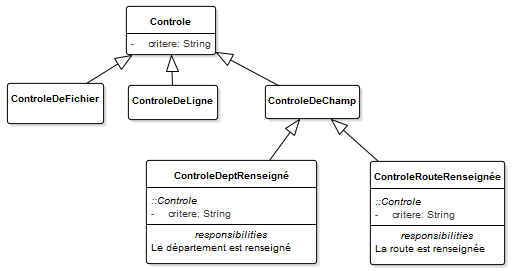 Controle
- critere: String
ControleDeFichier
ControleDeLigne
ControleDeChamp
ControleDeptRenseigné
::Controle
- critere: String
responsibilities
Le département est renseigné
ControleRouteRenseignée
::Controle
- critere: String
responsibilities
La route est renseignée